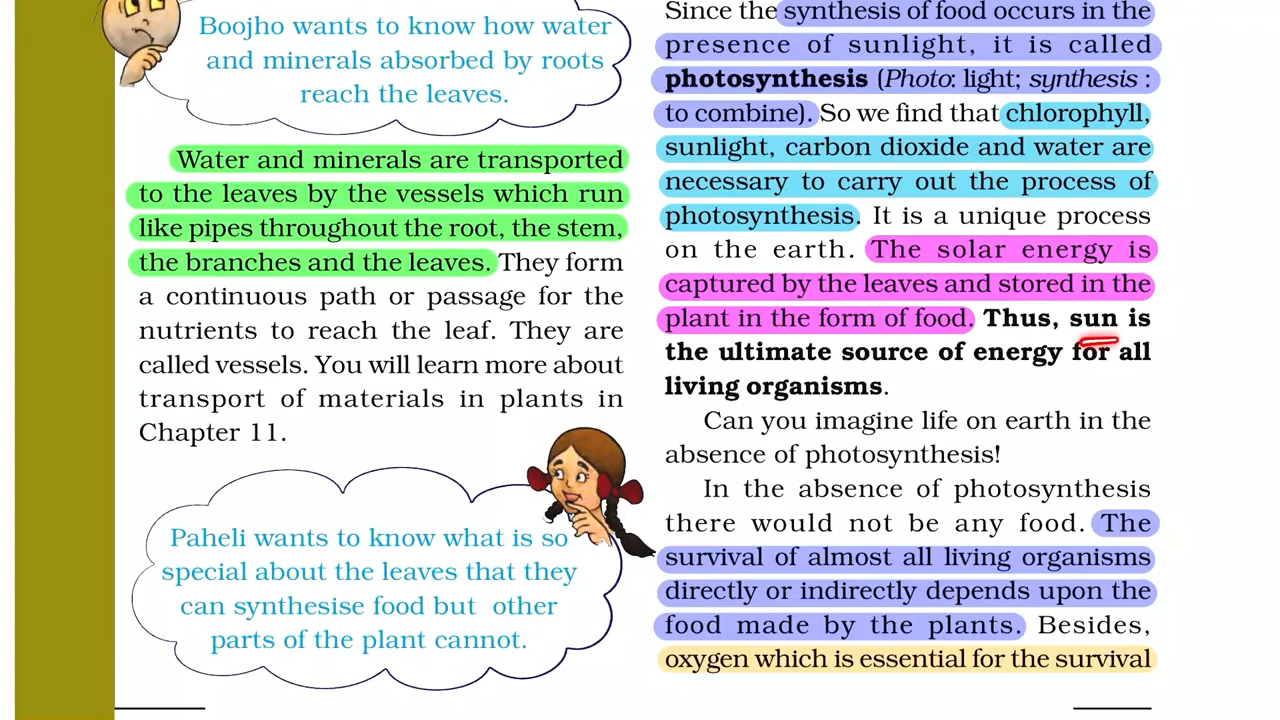 Boojho wants to know how water
and minerals absorbed by roots
reach the leaves.
Water and minerals are transported
to the leaves by the vessels which run
like pipes throughout the root, the stem,
the branches and the leaves. They form
a continuous path or passage for the
nutrients to reach the leaf. They are
called vessels. You will learn more about
transport of materials in plants in
Chapter 11.
Paheli wants to know what is so
special about the leaves that they
can synthesise food but other
parts of the plant cannot.
Since the synthesis of food occurs in the
presence of sunlight, it is called
photosynthesis (Photo: light; synthesis :
to combine). So we find that chlorophyll,
sunlight, carbon dioxide and water are
necessary to carry out the process of
photosynthesis. It is a unique process
on the earth. The solar energy is
captured by the leaves and stored in the
plant in the form of food. Thus, sun is
the ultimate source of energy for all
living organisms.
Can you imagine life on earth in the
absence of photosynthesis!
In the absence of photosynthesis
there would not be any food. The
survival of almost all living organisms
directly or indirectly depends upon the
food made by the plants. Besides,
oxygen which is essential for the survival